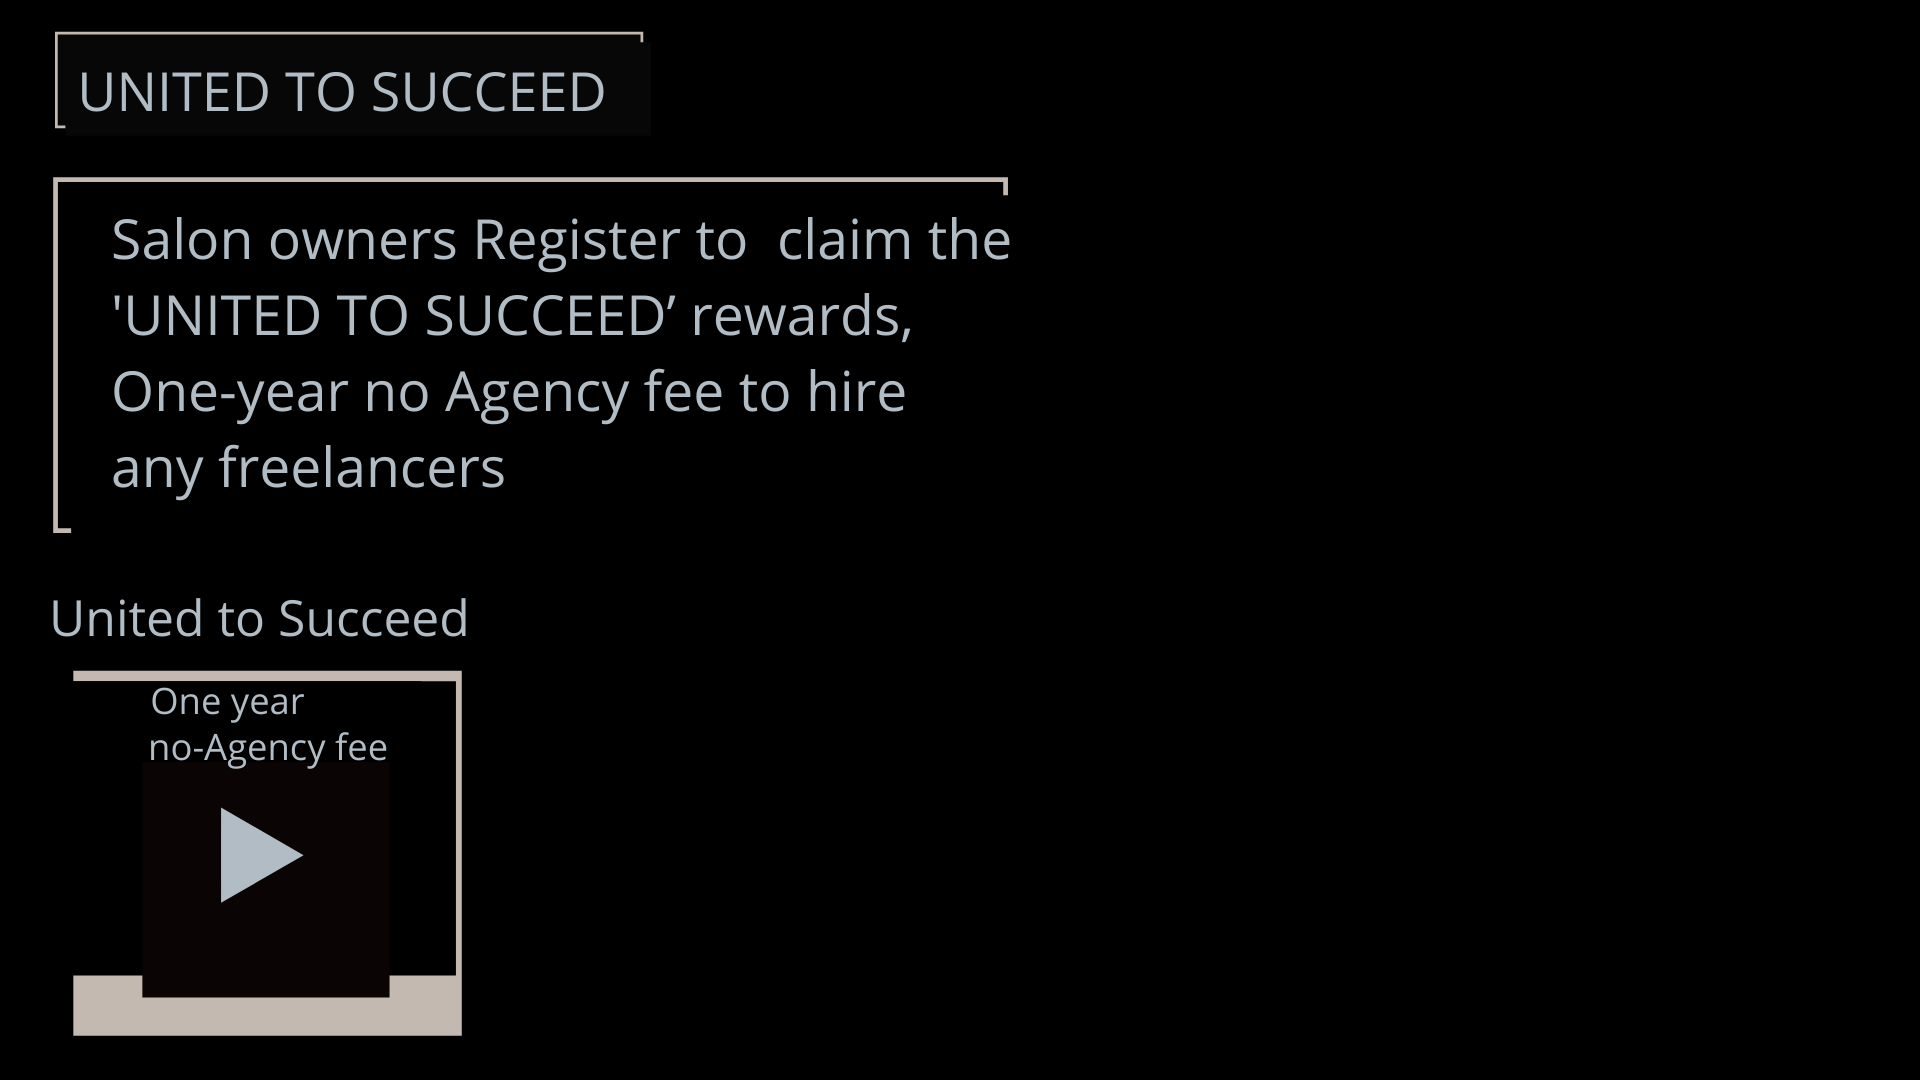 UNITED TO SUCCEED
Salon owners Register to  claim the
'UNITED TO SUCCEED’ rewards,
One-year no Agency fee to hire
any freelancers
United to Succeed
One year
no-Agency fee